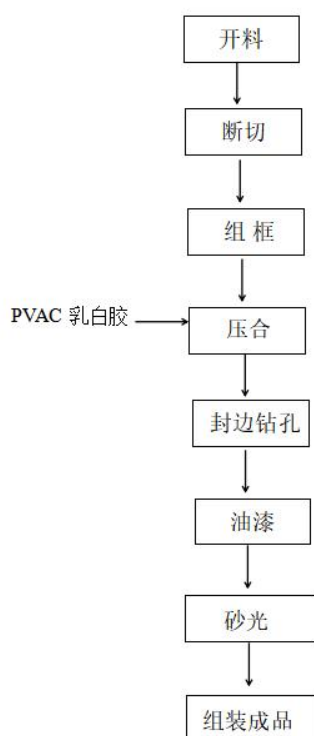 开料
断切
组框
PVAC 乳白胶
压合
封边钻孔
油漆
砂光
组装成品